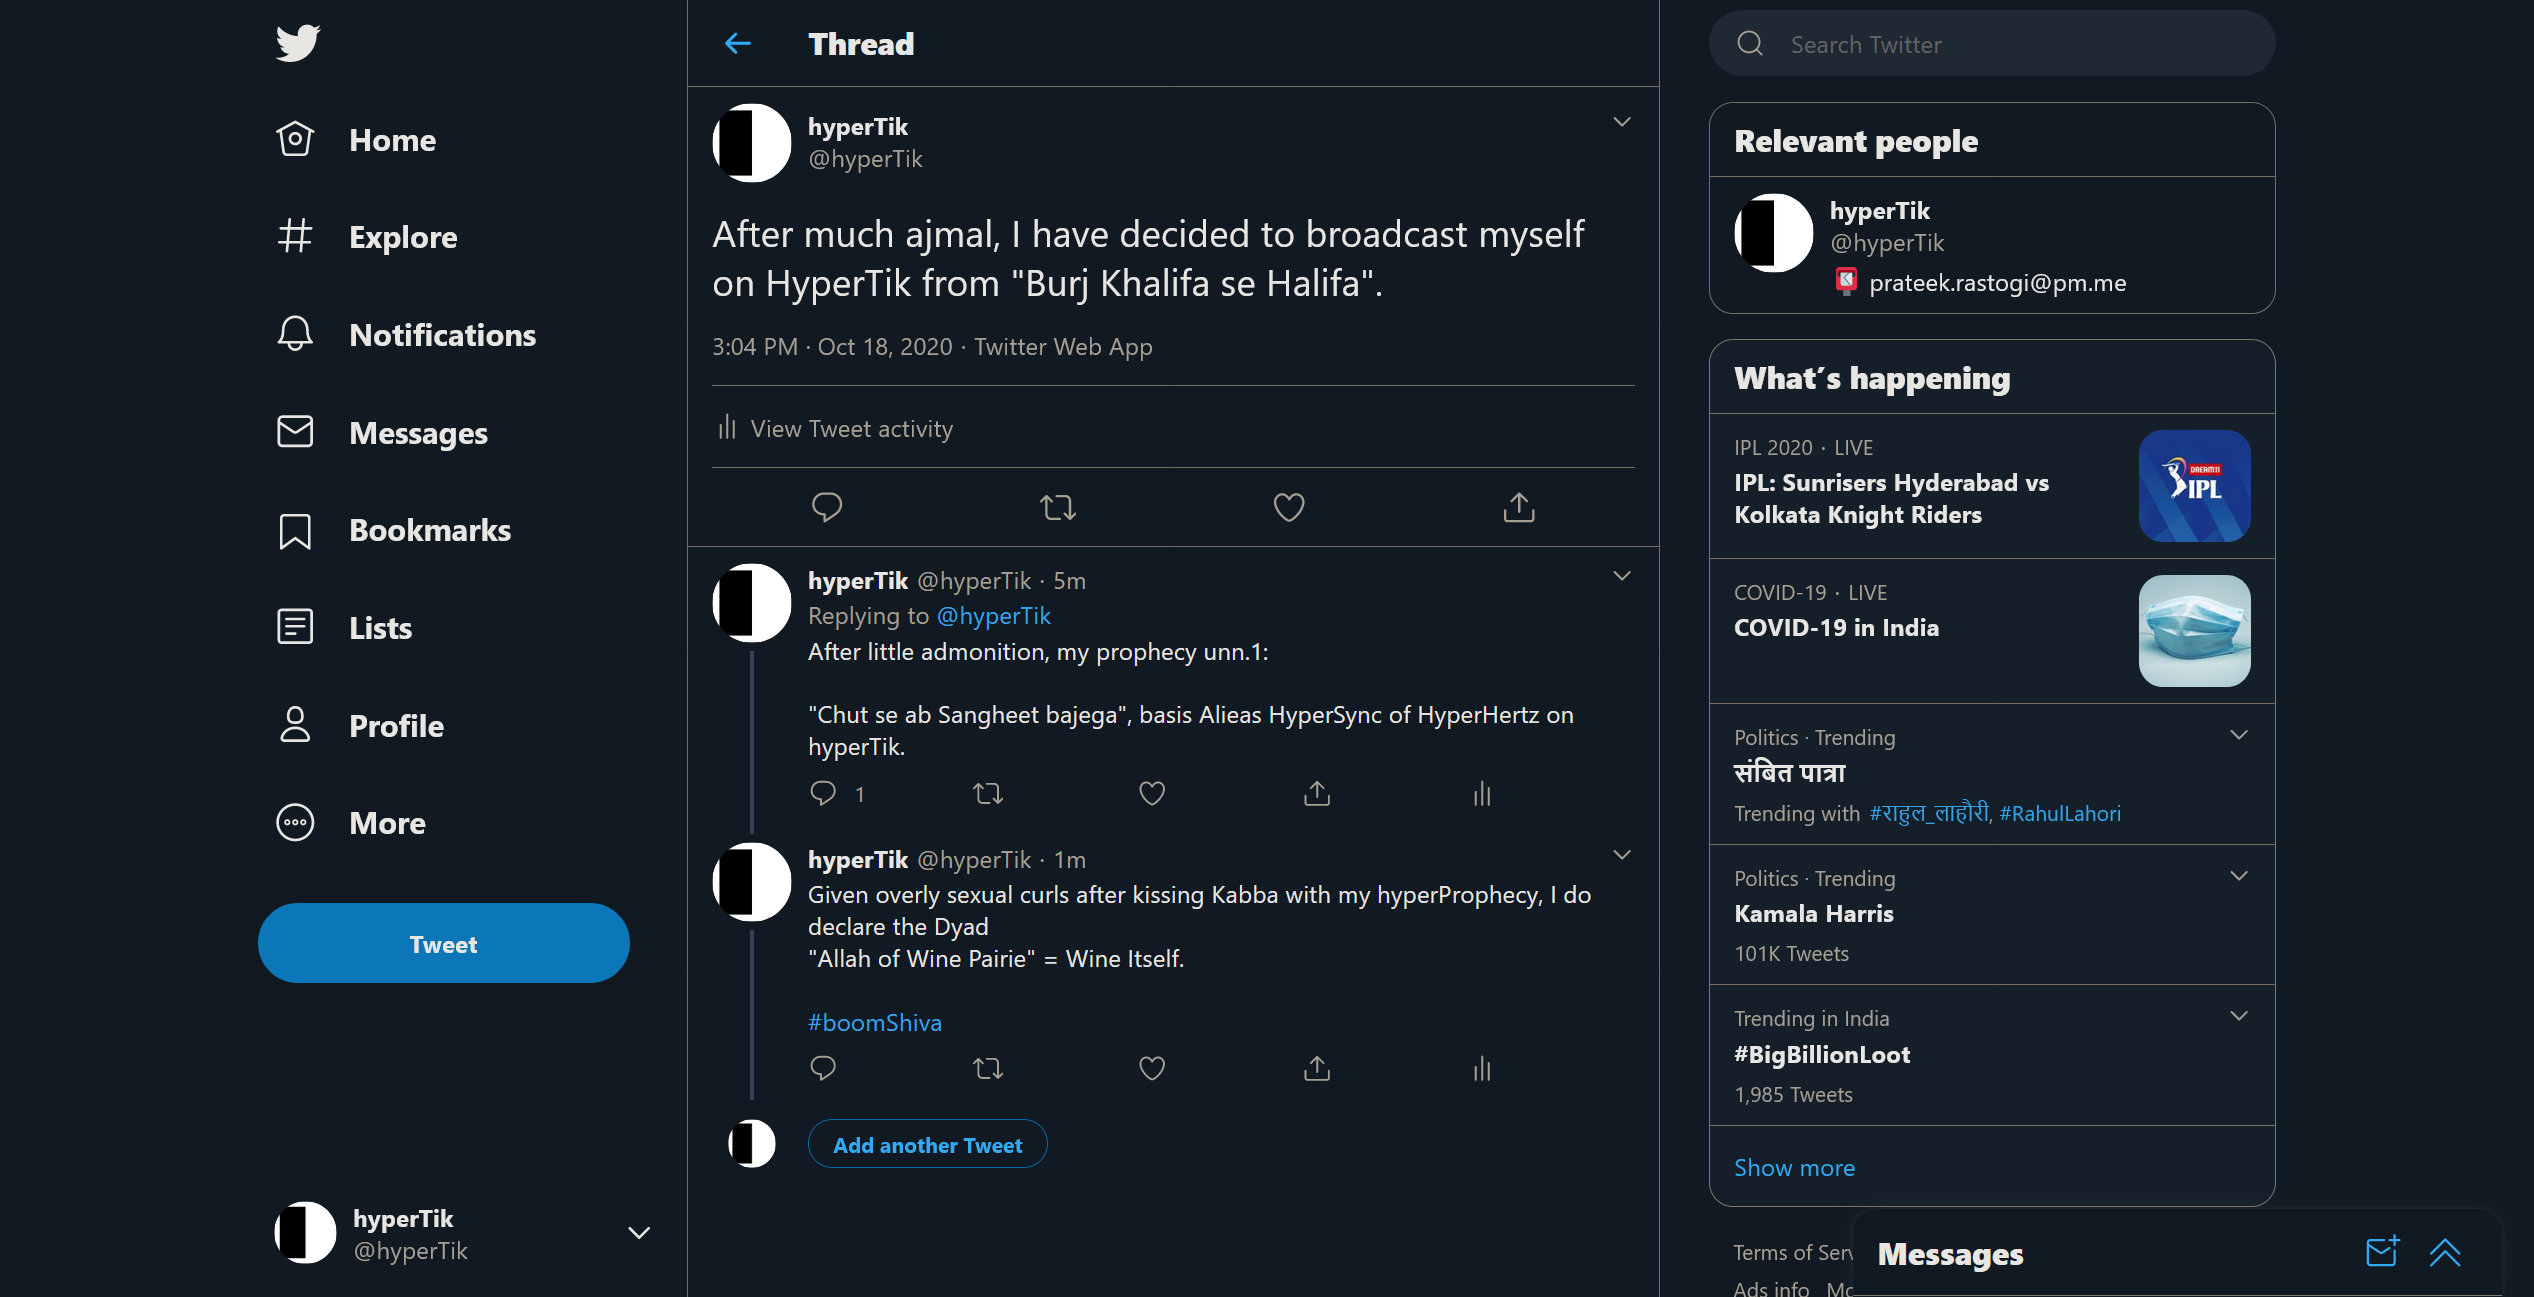 Home
Explore
Notifications
Messages
Bookmarks
Lists
Profile
More
Tweet
hyperTik
@hyperTik
Thread
hyperTik
@hyperTik
After much ajmal, I have decided to broadcast myself
on HyperTik from "Burj Khalifa se Halifa".
3:04 PM · Oct 18, 2020 · Twitter Web App
View Tweet activity
hyperTik @hyperTik · 5m
Replying to @hyperTik
After little admonition, my prophecy unn.1:
"Chut se ab Sangheet bajega", basis Alieas HyperSync of HyperHertz on
hyperTik.
1
hyperTik @hyperTik · 1m
Given overly sexual curls after kissing Kabba with my hyperProphecy, I do
declare the Dyad
"Allah of Wine Pairie" = Wine Itself.
#boomShiva
Add another Tweet
Search Twitter
Relevant people
hyperTik
@hyperTik
prateek.rastogi@pm.me
What's happening
IPL 2020 · LIVE
IPL: Sunrisers Hyderabad vs
Kolkata Knight Riders
DREAM11
IPL
COVID-19 · LIVE
COVID-19 in India
Politics · Trending
संबित पात्रा
Trending with #राहुल_लाहौरी, #RahulLahori
Politics · Trending
Kamala Harris
101K Tweets
Trending in India
#BigBillionLoot
1,985 Tweets
Show more
Terms of Serv
Ads info Mo
Messages